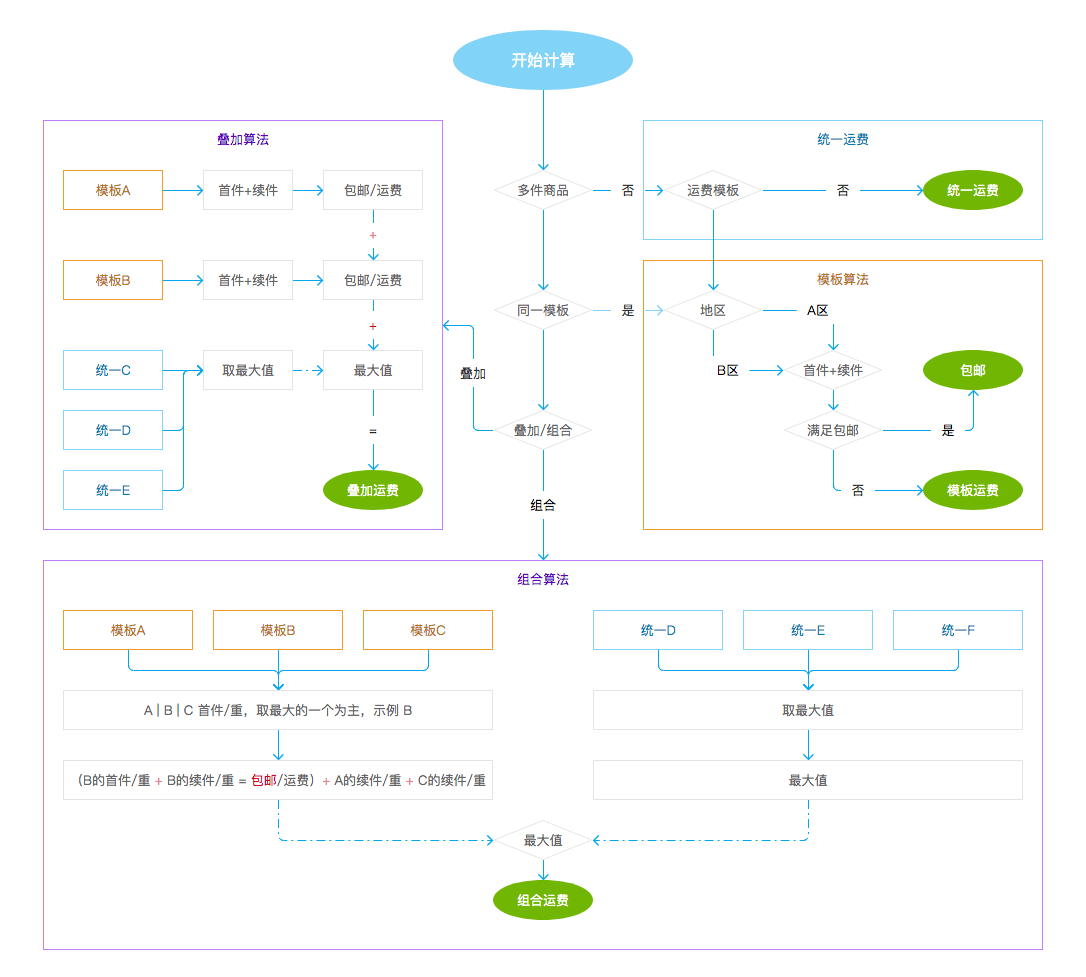 开始计算
叠加算法
模板A
首件+续件
包邮/运费
+
模板B
首件+续件
包邮/运费
+
统一C
取最大值
最大值
统一D
=
统一E
叠加运费
多件商品
否
同一模板
是
叠加
叠加/组合
组合
统一运费
运费模板
否
统一运费
模板算法
地区
A区
B区
首件+续件
包邮
满足包邮
是
否
模板运费
组合算法
模板A
模板B
模板C
统一D
统一E
统一F
A | B | C 首件/重，取最大的一个为主，示例 B
取最大值
（B的首件/重 + B的续件/重 = 包邮/运费）+ A的续件/重 + C的续件/重
最大值
最大值
组合运费